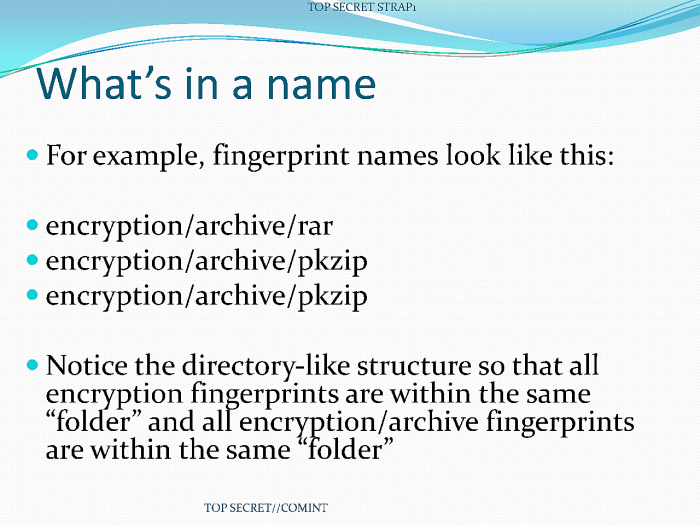 TOP SECRET STRAP1
What’s in a name
• For example, fingerprint names look like this:
• encryption/archive/rar
• encryption/archive/pkzip
• encryption/archive/pkzip
• Notice the directory-like structure so that all
encryption fingerprints are within the same
“folder” and all encryption/archive fingerprints
are within the same “folder”
TOP SECRET//COMINT